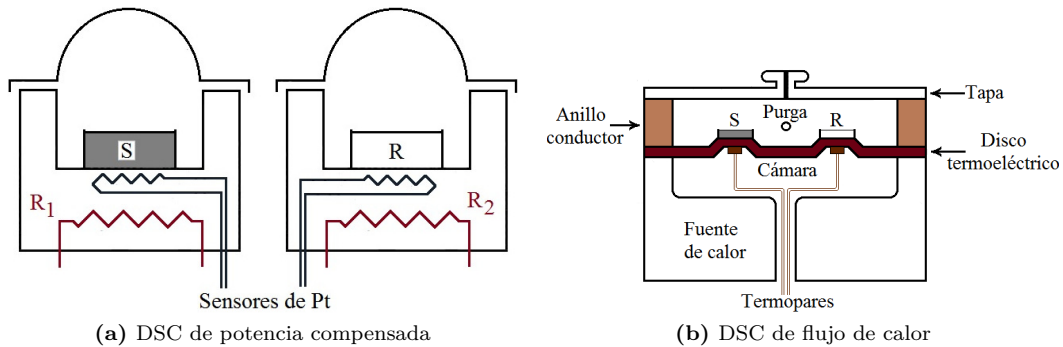 S
R
R1
R2
Sensores de Pt
(a) DSC de potencia compensada
Tapa
Anillo
conductor
Purga
S
R
Disco
termoeléctrico
Cámara
Fuente
de calor
Termopares
(b) DSC de flujo de calor